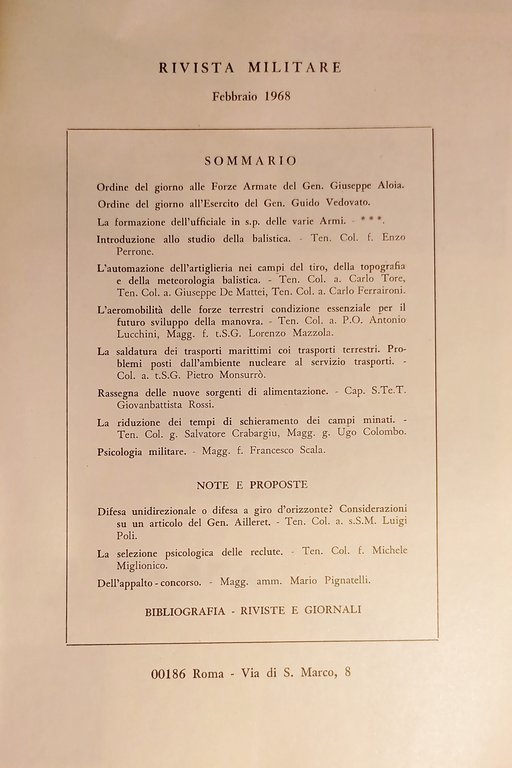 RIVISTA MILITARE
Febbraio 1968
SOMMARIO
Ordine del giorno alle Forze Armate del Gen. Giuseppe Aloia.
Ordine del giorno all'Esercito del Gen. Guido Vedovato.
La formazione dell'ufficiale in s.p. delle varie Armi. - * * *.
Introduzione allo studio della balistica. - Ten. Col. f. Enzo
Perrone.
L'automazione dell'artiglieria nei campi del tiro, della topografia
e della meteorologia balistica. - Ten. Col. a. Carlo Tore,
Ten. Col. a. Giuseppe De Mattei, Ten. Col. a. Carlo Ferraironi.
L'aeromobilità delle forze terrestri condizione essenziale per il
futuro sviluppo della manovra. - Ten. Col. a. P.O. Antonio
Lucchini, Magg. f. t.S.G. Lorenzo Mazzola.
La saldatura dei trasporti marittimi coi trasporti terrestri. Pro-
blemi posti dall'ambiente nucleare al servizio trasporti. -
Col. a. t.S.G. Pietro Monsurrò.
Rassegna delle nuove sorgenti di alimentazione. - Cap. S.Te.T.
Giovanbattista Rossi.
La riduzione dei tempi di schieramento dei campi minati. -
Ten. Col. g. Salvatore Crabargiu, Magg. g. Ugo Colombo.
Psicologia militare. - Magg. f. Francesco Scala.
NOTE E PROPOSTE
Difesa unidirezionale o difesa a giro d'orizzonte? Considerazioni
su un articolo del Gen. Ailleret. - Ten. Col. a. s.S.M. Luigi
Poli.
La selezione psicologica delle reclute. - Ten. Col. f. Michele
Miglionico.
Dell'appalto - concorso. - Magg. amm. Mario Pignatelli.
BIBLIOGRAFIA - RIVISTE E GIORNALI
00186 Roma - Via di S. Marco, 8